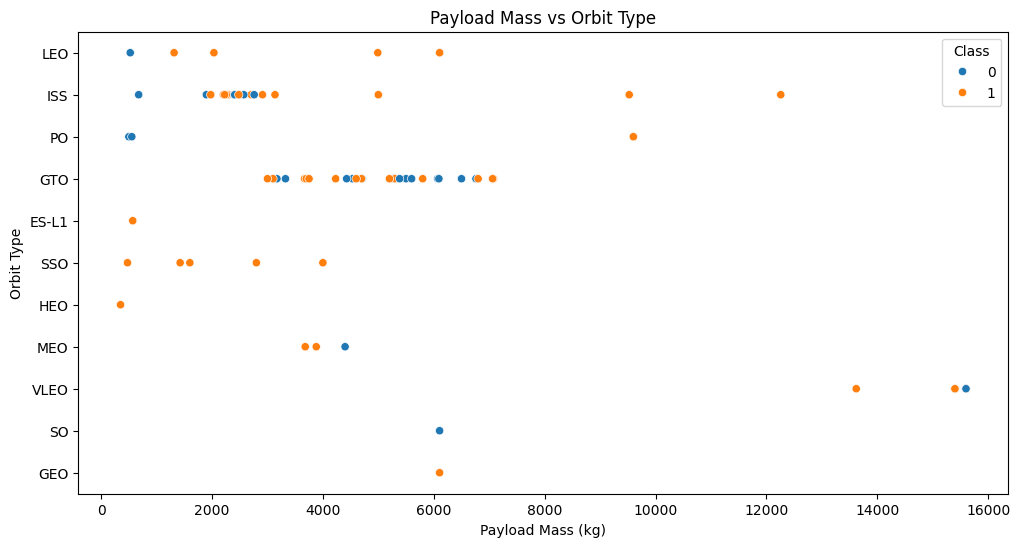 Payload Mass vs Orbit Type
Class
0
1
Orbit Type
LEO
ISS
PO
GTO
ES-L1
SSO
HEO
MEO
VLEO
SO
GEO
0 2000 4000 6000 8000 10000 12000 14000 16000
Payload Mass (kg)